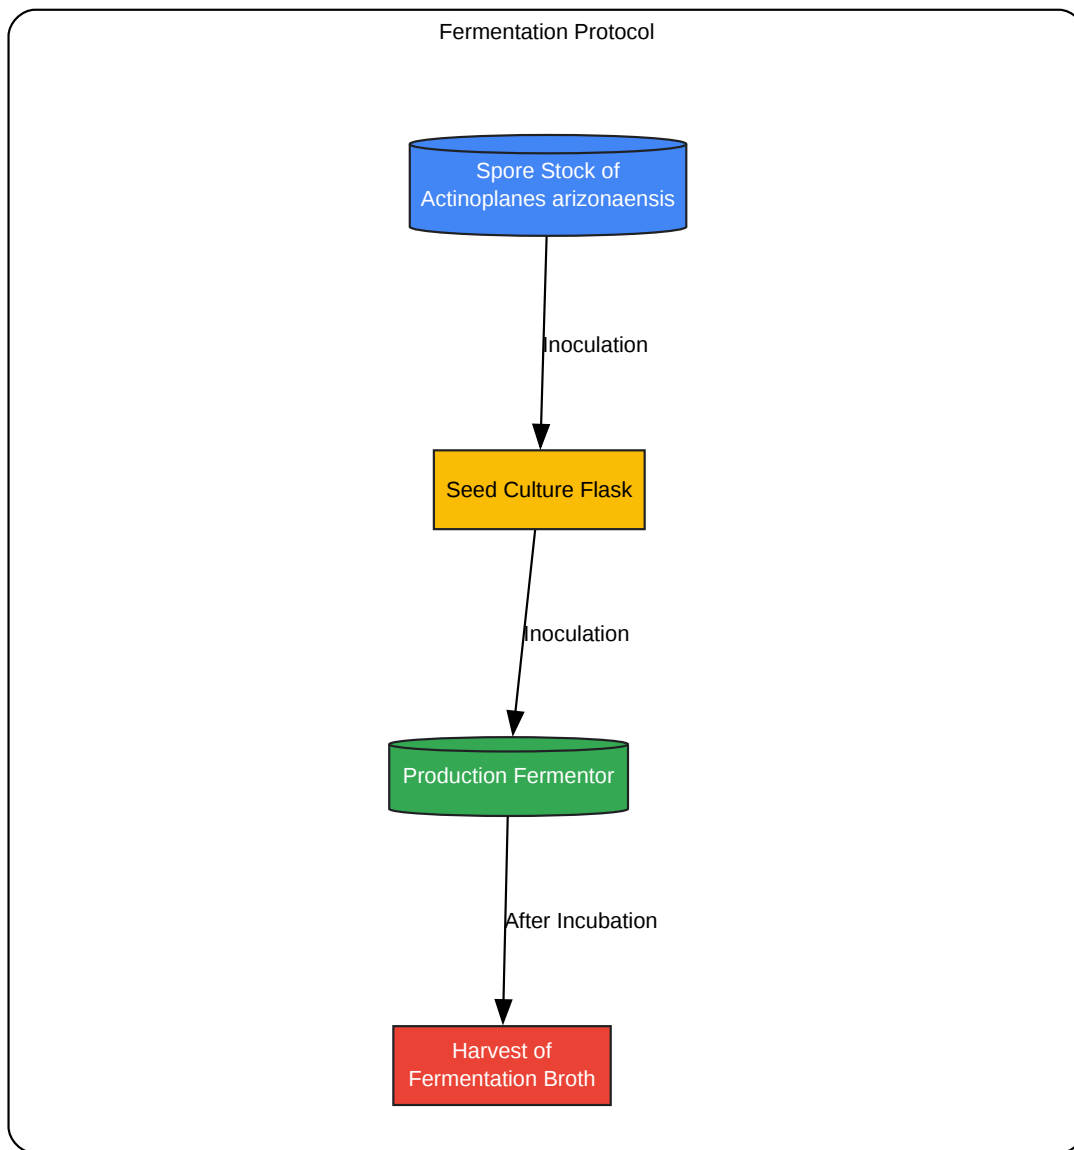 Fermentation Protocol
Spore Stock of
Actinoplanes arizonaensis
Inoculation
Seed Culture Flask
Inoculation
Production Fermentor
After Incubation
Harvest of
Fermentation Broth